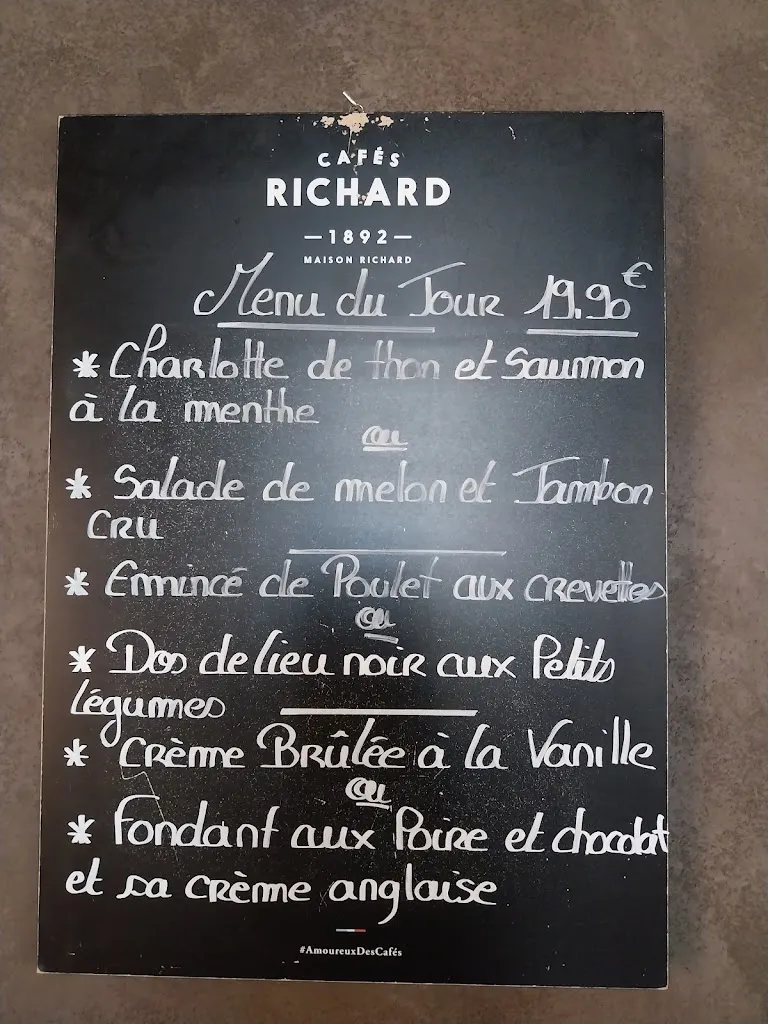 CAFÉS
RICHARD
—1892—
MAISON RICHARD
Menu du Jour 19.90€
* Charlotte de thon et Saumon
à la menthe
ou
* Salade de melon et Jambon
CRU
* Emincé de Poulet aux crevettes
ou
* Dos de lieu noir aux Petits
légumes
* Crème Brûlée à la Vanille
ou
* Fondant aux Poire et chocolat
et sa crème anglaise
#AmoureuxDesCafés